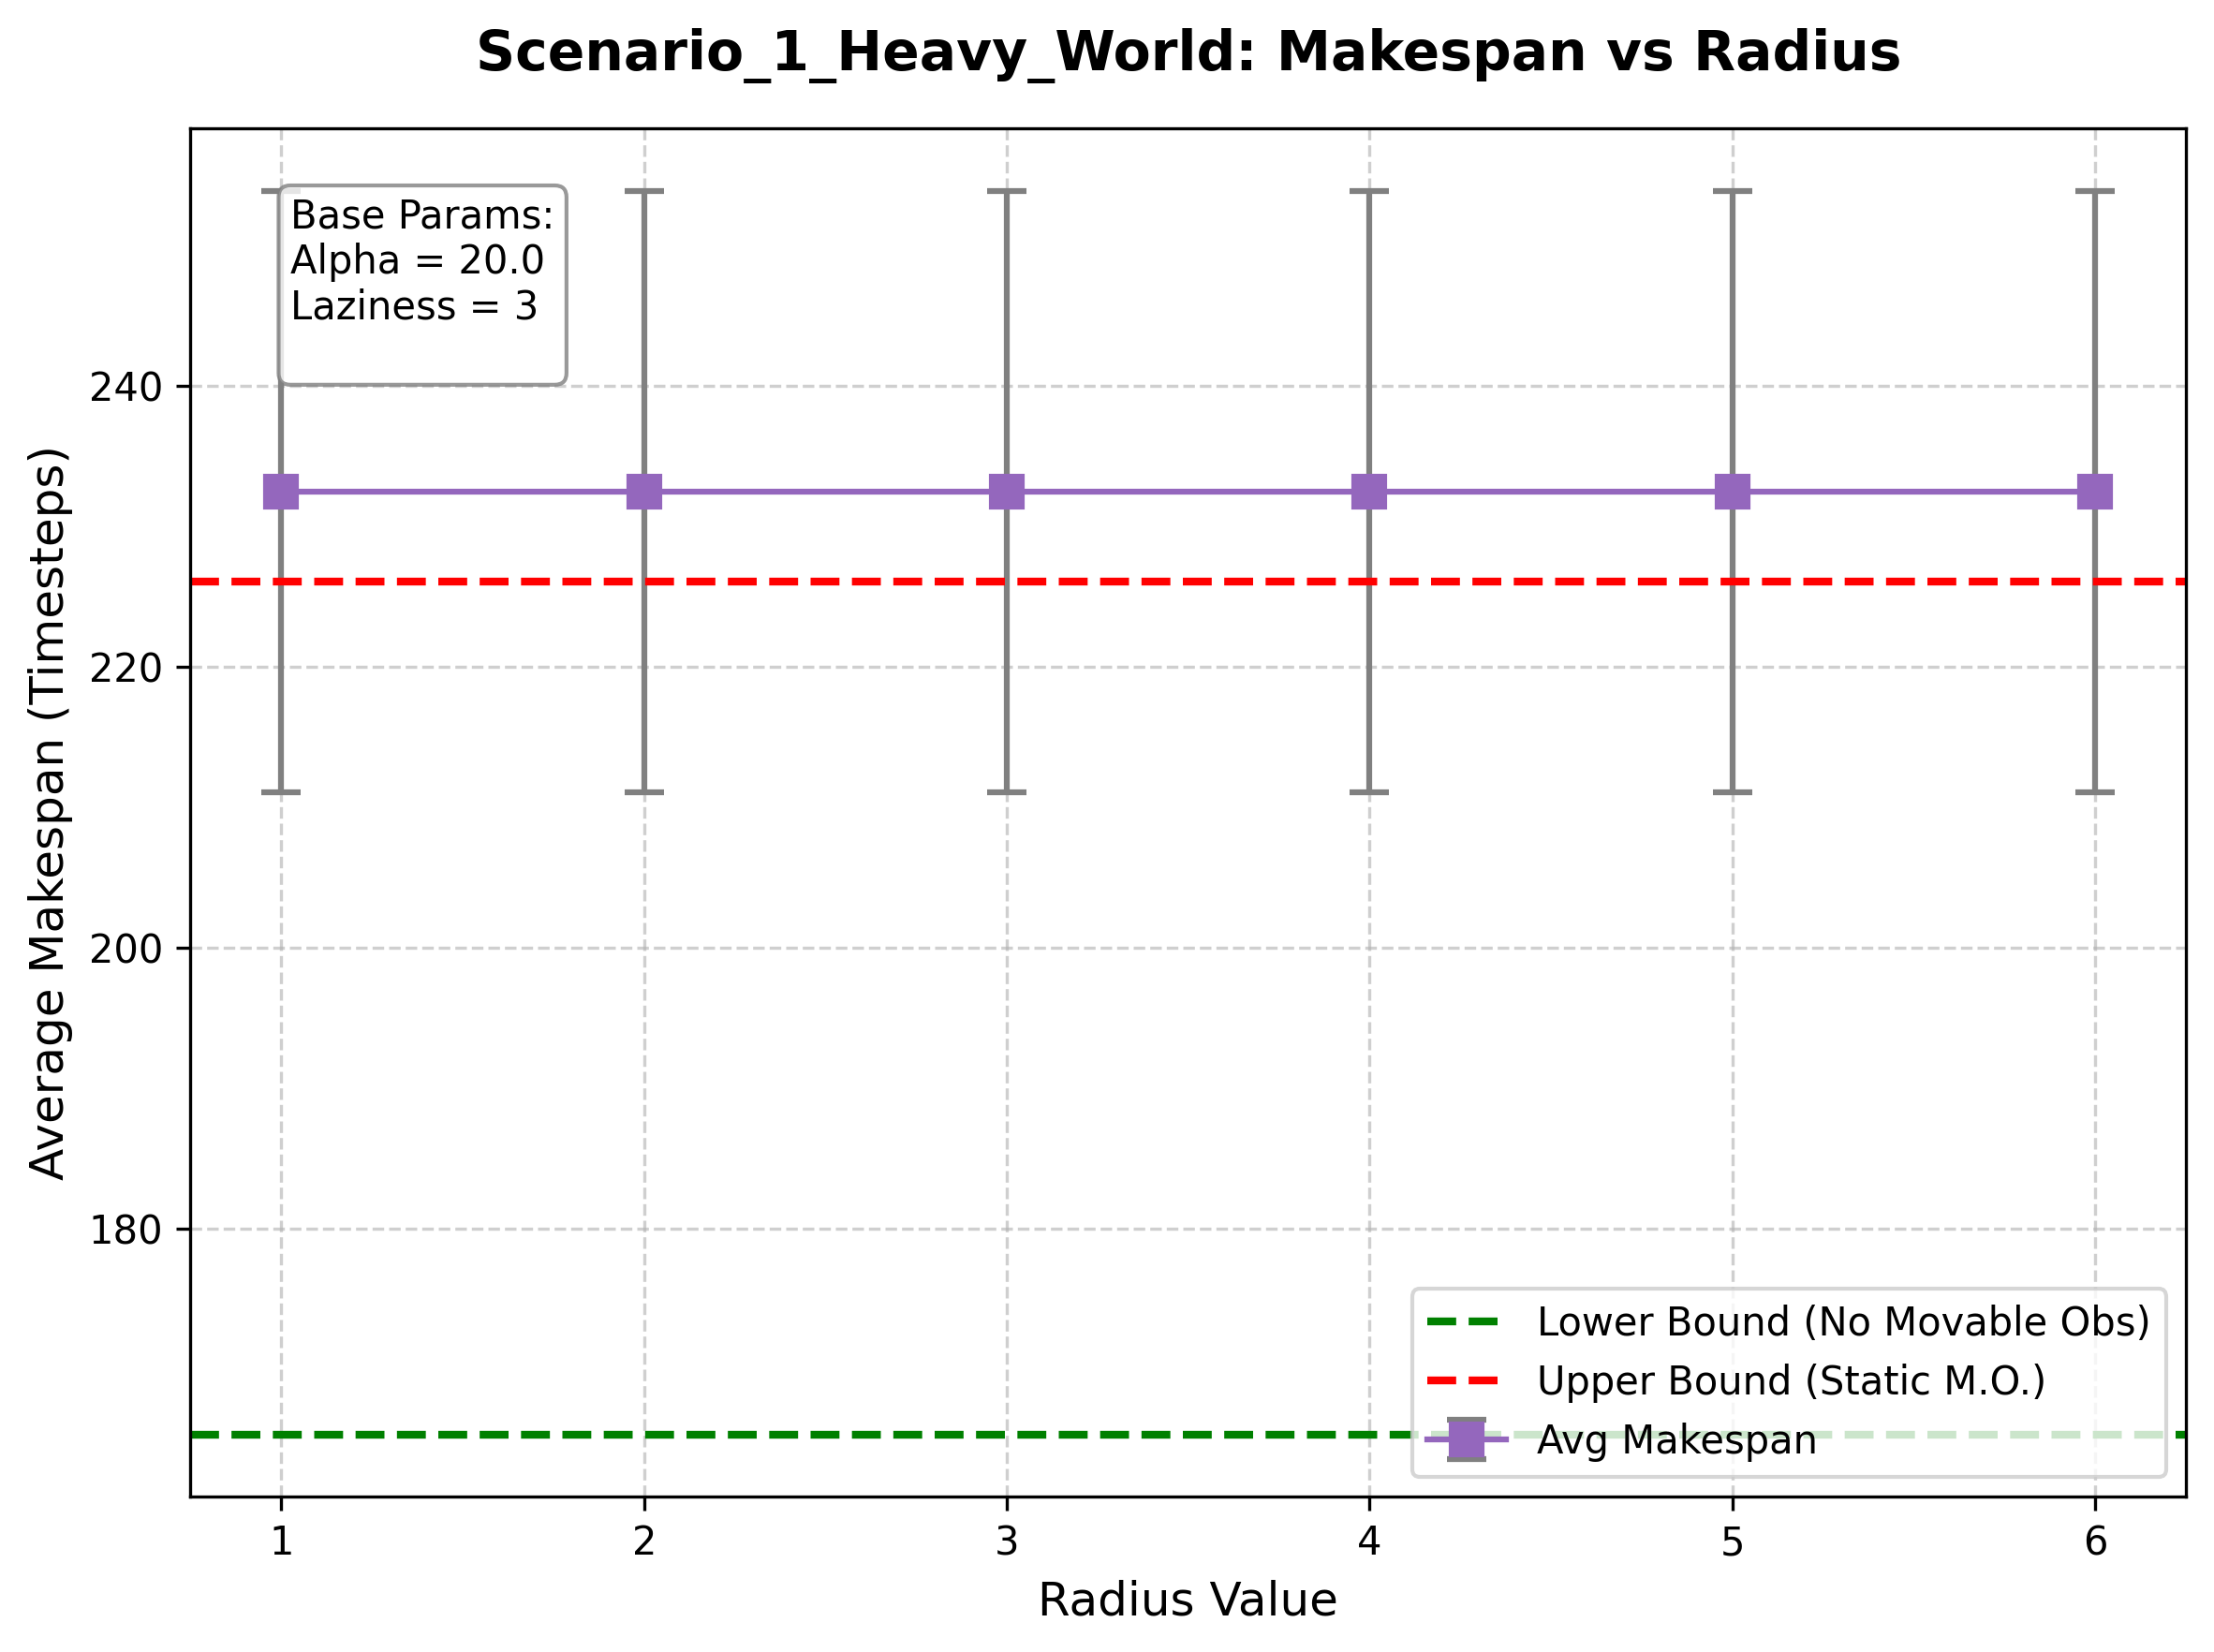 Scenario_1_Heavy_World: Makespan vs Radius
Base Params:
Alpha = 20.0
Laziness = 3
Average Makespan (Timesteps)
240
220
200
180
Lower Bound (No Movable Obs)
Upper Bound (Static M.O.)
Avg Makespan
1 2 3 4 5 6
Radius Value